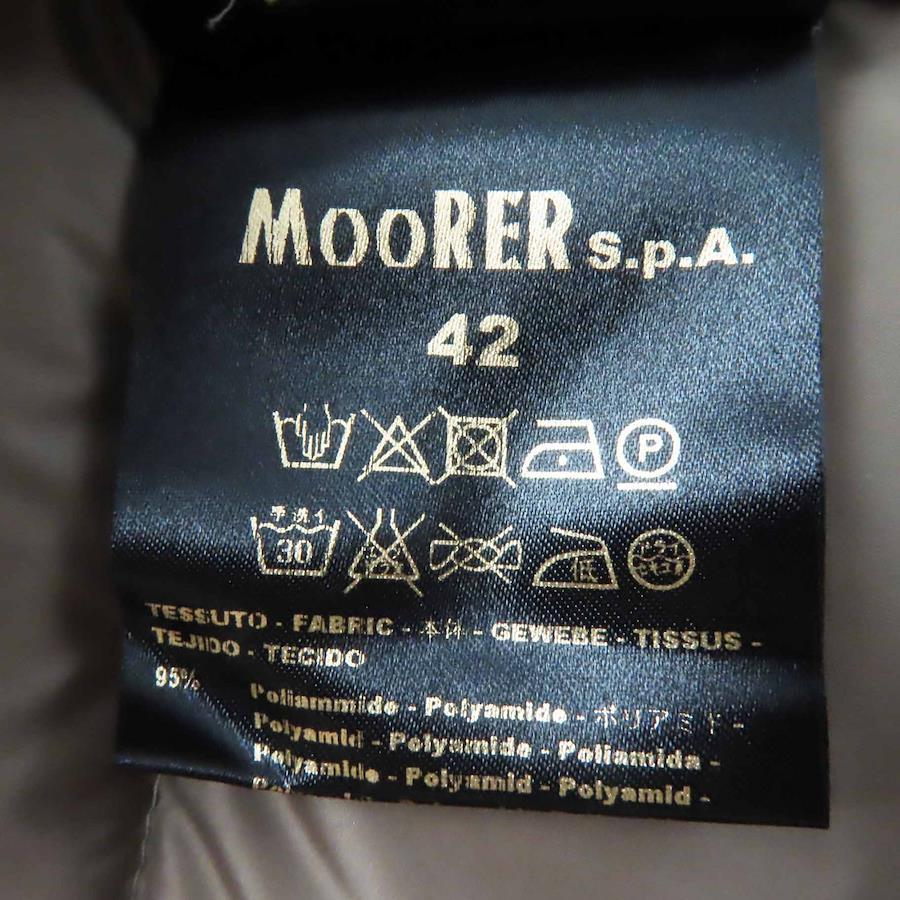 MooRER S.p.A.
42
P
手洗イ
30
低
TESSUTO - FABRIC - 本体 - GEWEBE - TISSUS -
TEJIDO - TECIDO
95% Poliammide - Polyamide - ポリアミド -
Polyamid - Polyamide - Poliamida -
Polyamide - Polyamid - Polyamid -